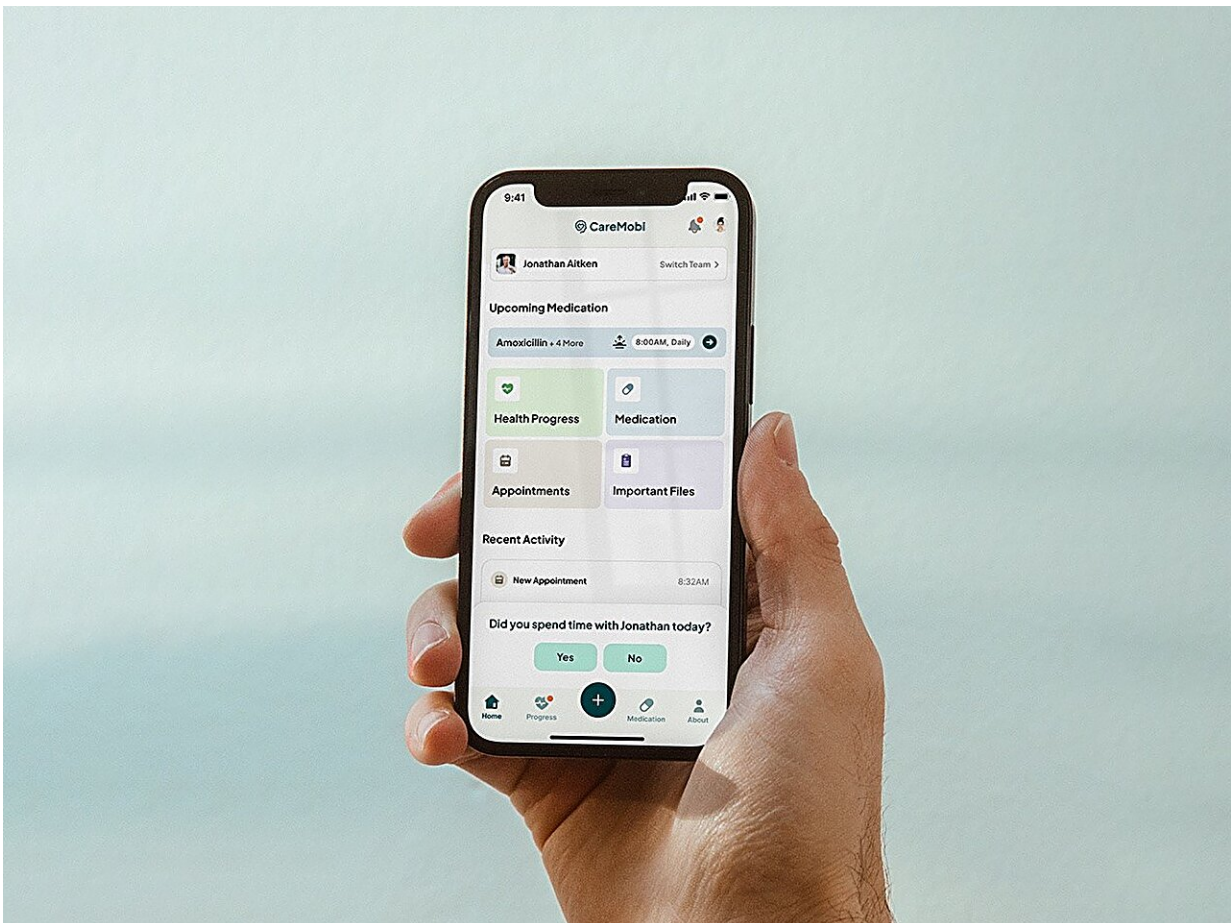 9:41
CareMobi
Jonathan Aitken Switch Team >
Upcoming Medication
Amoxicillin + 4 More 8:00AM, Daily
Health Progress Medication
Appointments Important Files
Recent Activity
New Appointment 8:32AM
Did you spend time with Jonathan today?
Yes No
+
Home Progress Medication About